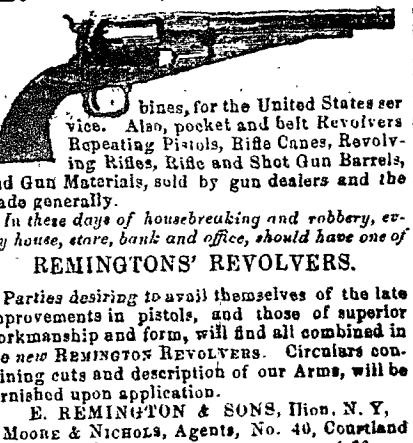 bines, for the United States ser
vice. Also, pocket and belt Revolvers
Repeating Pistols, Rifle Canes, Revolv-
ing Rifles, Rifle and Shot Gun Barrels,
nd Gun Materials, sold by gun dealers and the
ade generally.
In these days of housebreaking and robbery, ev-
y house, store, bank and office, should have one of
REMINGTONS' REVOLVERS.
Parties desiring to avail themselves of the late
provements in pistols, and those of superior
orkmanship and form, will find all combined in
e new REMINGTON REVOLVERS. Circulars con-
ining cuts and description of our Arms, will be
rnished upon application.
E. REMINGTON & SONS, Ilion, N. Y,
MOORE & NICHOLS, Agents, No. 40, Courtland